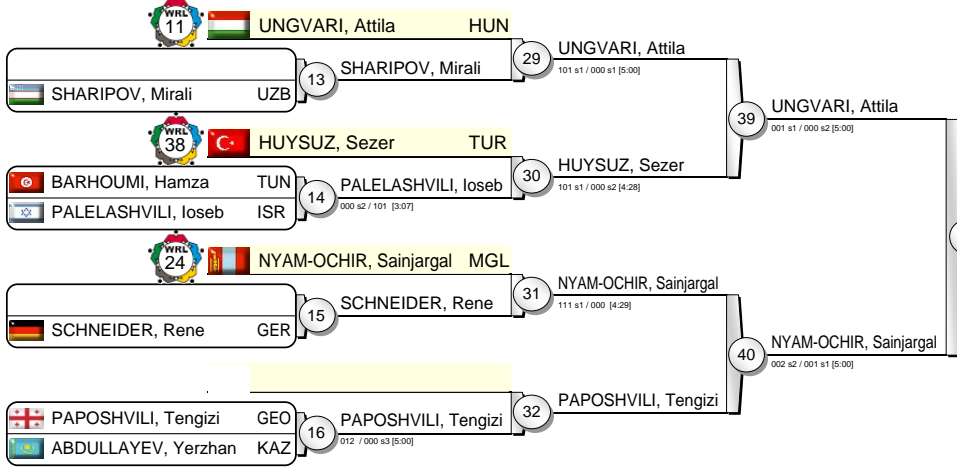 WRL
11
UNGVARI, Attila HUN
SHARIPOV, Mirali UZB
13
SHARIPOV, Mirali
29
UNGVARI, Attila
101 s1 / 000 s1 [5:00]
WRL
38
HUYSUZ, Sezer TUR
BARHOUMI, Hamza TUN
PALELASHVILI, Ioseb ISR
14
PALELASHVILI, Ioseb
000 s2 / 101 [3:07]
30
HUYSUZ, Sezer
101 s1 / 000 s2 [4:28]
39
UNGVARI, Attila
001 s1 / 000 s2 [5:00]
WRL
24
NYAM-OCHIR, Sainjargal MGL
SCHNEIDER, Rene GER
15
SCHNEIDER, Rene
31
NYAM-OCHIR, Sainjargal
111 s1 / 000 [4:29]
PAPOSHVILI, Tengizi GEO
ABDULLAYEV, Yerzhan KAZ
16
PAPOSHVILI, Tengizi
012 / 000 s3 [5:00]
32
PAPOSHVILI, Tengizi
40
NYAM-OCHIR, Sainjargal
002 s2 / 001 s1 [5:00]